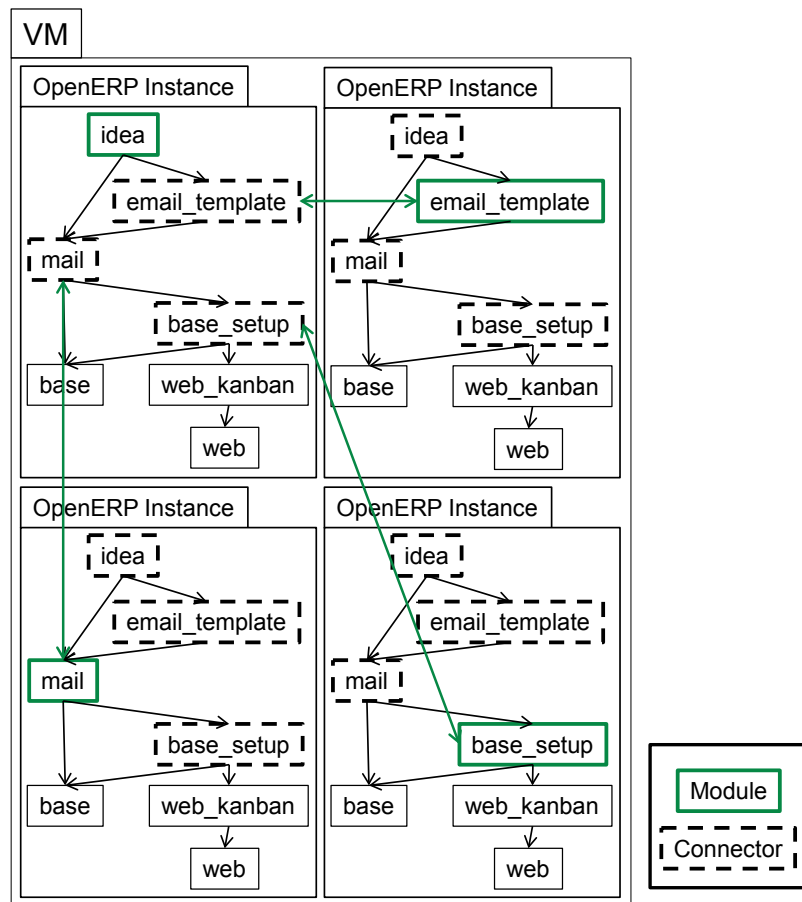 VM
OpenERP Instance
idea
email_template
mail
base_setup
base
web_kanban
web
OpenERP Instance
idea
email_template
mail
base_setup
base
web_kanban
web
OpenERP Instance
idea
email_template
mail
base_setup
base
web_kanban
web
OpenERP Instance
idea
email_template
mail
base_setup
base
web_kanban
web
Module
Connector